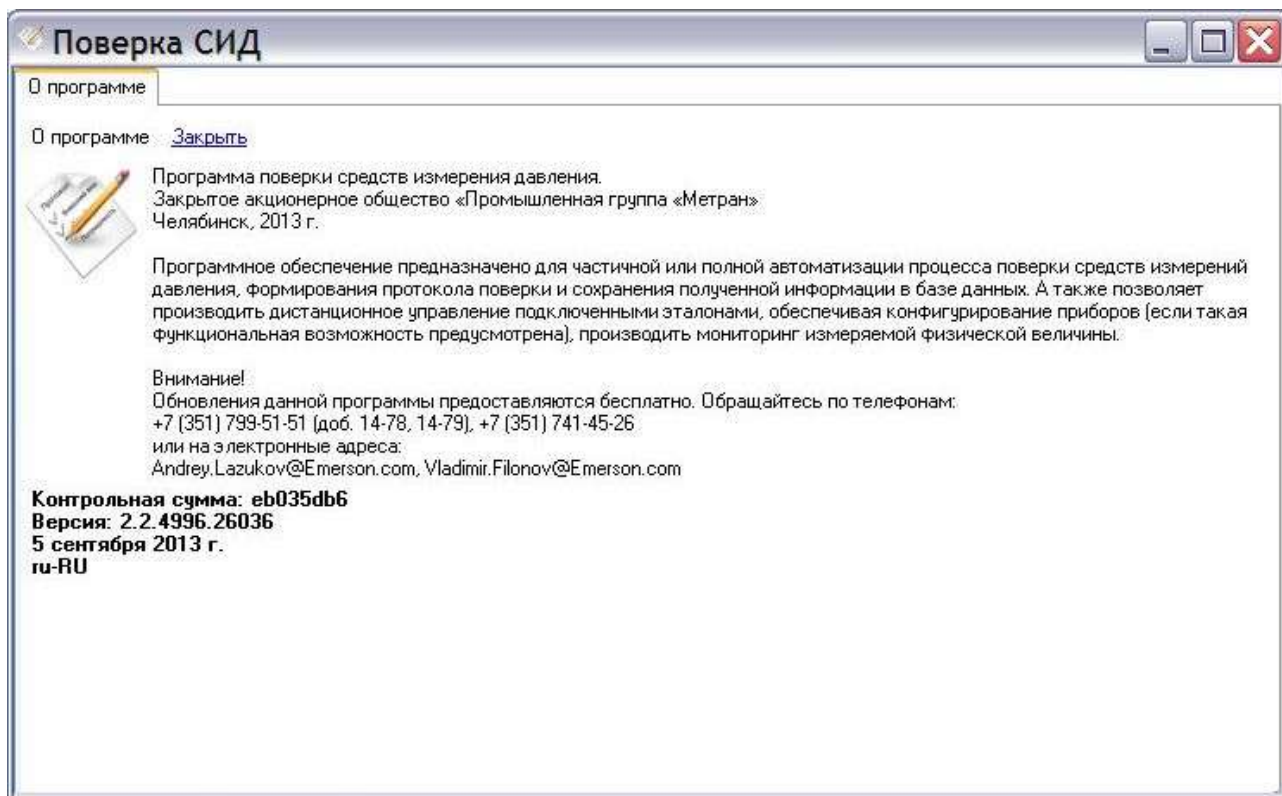 Поверка СИД
О программе
О программе Закрыть
Программа поверки средств измерения давления.
Закрытое акционерное общество «Промышленная группа «Метран»
Челябинск, 2013 г.
Программное обеспечение предназначено для частичной или полной автоматизации процесса поверки средств измерений
давления, формирования протокола поверки и сохранения полученной информации в базе данных. А также позволяет
производить дистанционное управление подключенными эталонами, обеспечивая конфигурирование приборов (если такая
функциональная возможность предусмотрена), производить мониторинг измеряемой физической величины.
Внимание!
Обновления данной программы предоставляются бесплатно. Обращайтесь по телефонам:
+7 (351) 799-51-51 (доб. 14-78, 14-79), +7 (351) 741-45-26
или на электронные адреса:
Andrey.Lazukov@Emerson.com, Vladimir.Filonov@Emerson.com
Контрольная сумма: eb035db6
Версия: 2.2.4996.26036
5 сентября 2013 г.
ru-RU